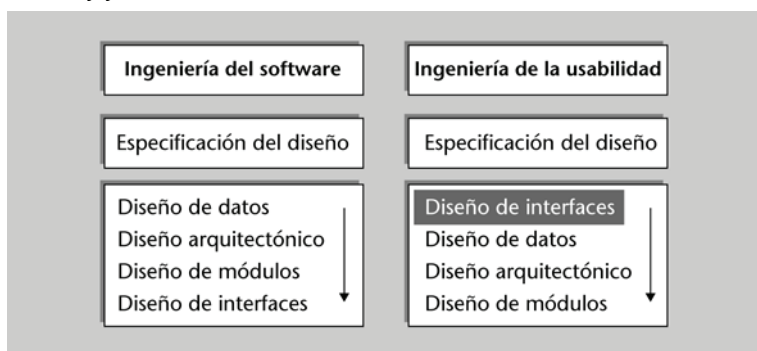 Ingeniería del software
Especificación del diseño
Diseño de datos
Diseño arquitectónico
Diseño de módulos
Diseño de interfaces
Ingeniería de la usabilidad
Especificación del diseño
Diseño de interfaces
Diseño de datos
Diseño arquitectónico
Diseño de módulos